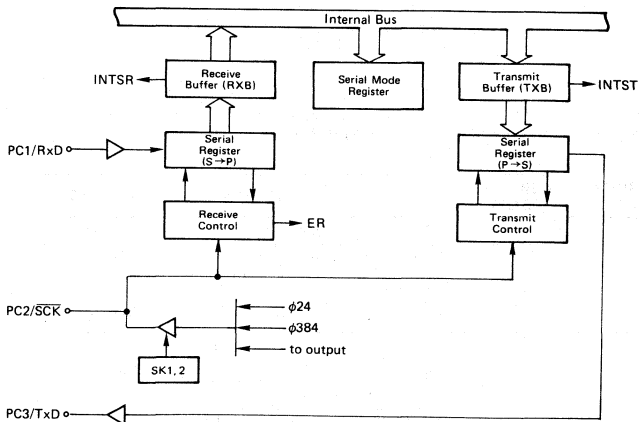 Internal Bus
INTSR
Receive
Buffer (RXB)
Serial Mode
Register
Transmit
Buffer (TXB)
INTST
PC1/RxD
Serial
Register
(S→P)
Serial
Register
(P→S)
Receive
Control
ER
Transmit
Control
PC2/S̅C̅K̅
ϕ24
ϕ384
to output
SK1, 2
PC3/TxD